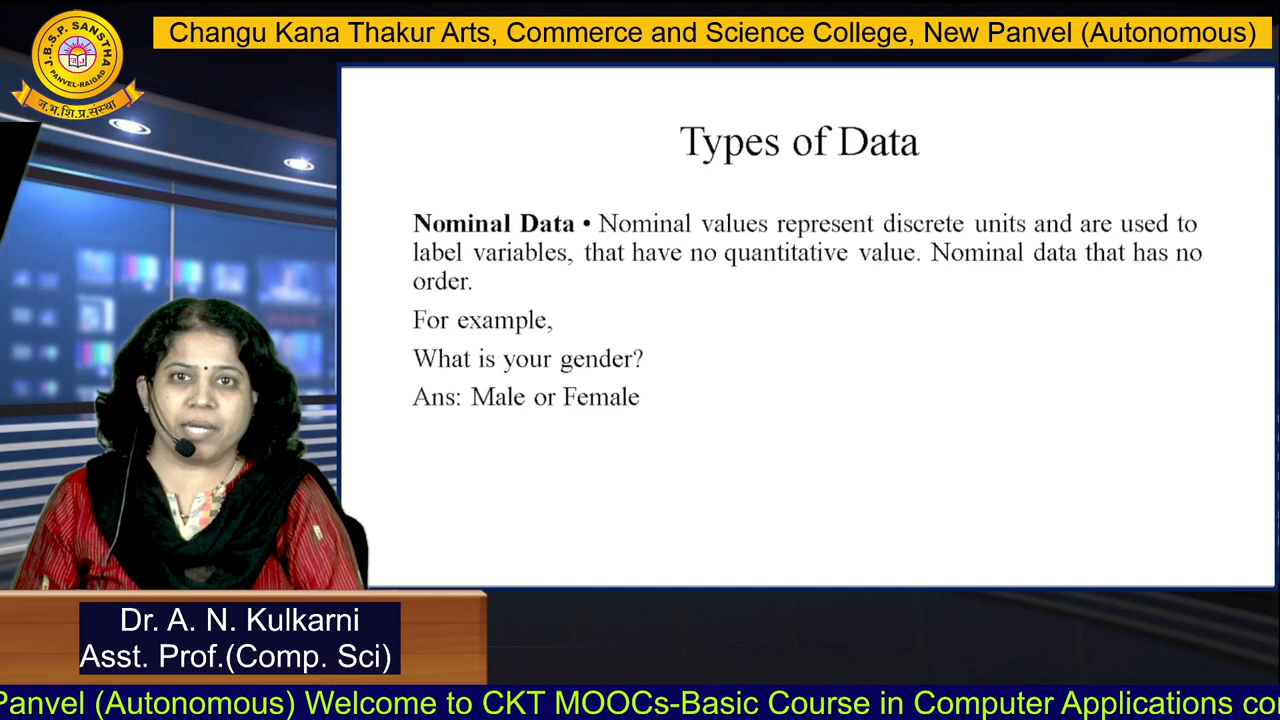 Changu Kana Thakur Arts, Commerce and Science College, New Panvel (Autonomous)
J.B.S.P. SANSTHA
PANVEL-RAIGAD
ज.भ.शि.प्र.संस्था
Types of Data
Nominal Data • Nominal values represent discrete units and are used to
label variables, that have no quantitative value. Nominal data that has no
order.
For example,
What is your gender?
Ans: Male or Female
Dr. A. N. Kulkarni
Asst. Prof.(Comp. Sci)
Panvel (Autonomous) Welcome to CKT MOOCs-Basic Course in Computer Applications co